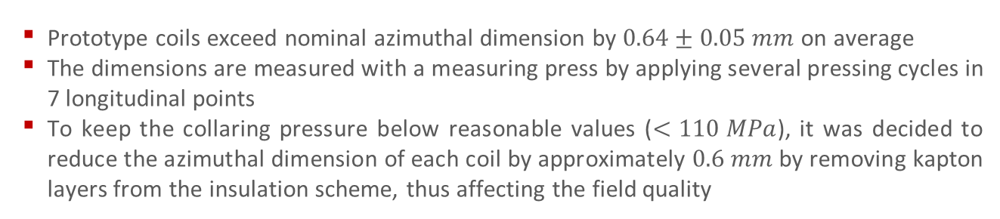 ▪ Prototype coils exceed nominal azimuthal dimension by 0.64 ± 0.05 mm on average
▪ The dimensions are measured with a measuring press by applying several pressing cycles in
7 longitudinal points
▪ To keep the collaring pressure below reasonable values (< 110 MPa), it was decided to
reduce the azimuthal dimension of each coil by approximately 0.6 mm by removing kapton
layers from the insulation scheme, thus affecting the field quality